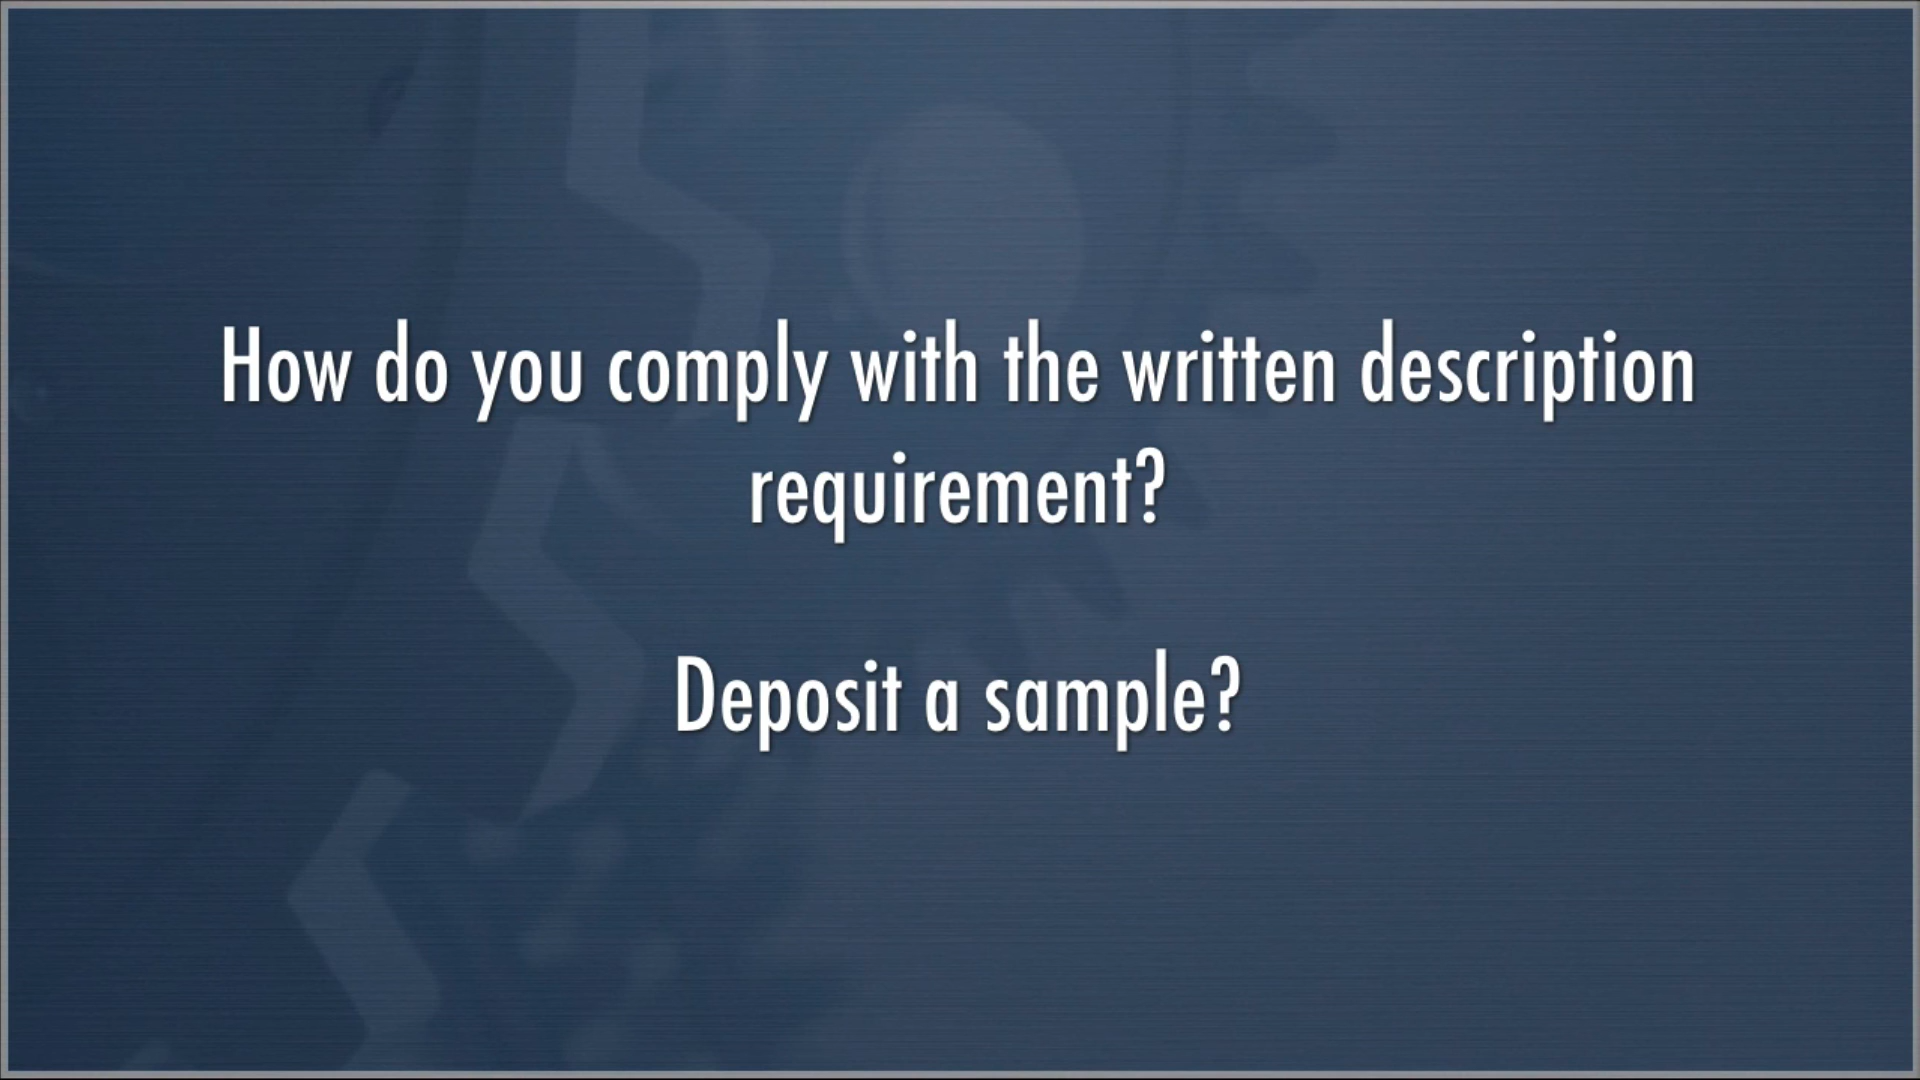 How do you comply with the written description
requirement?
Deposit a sample?